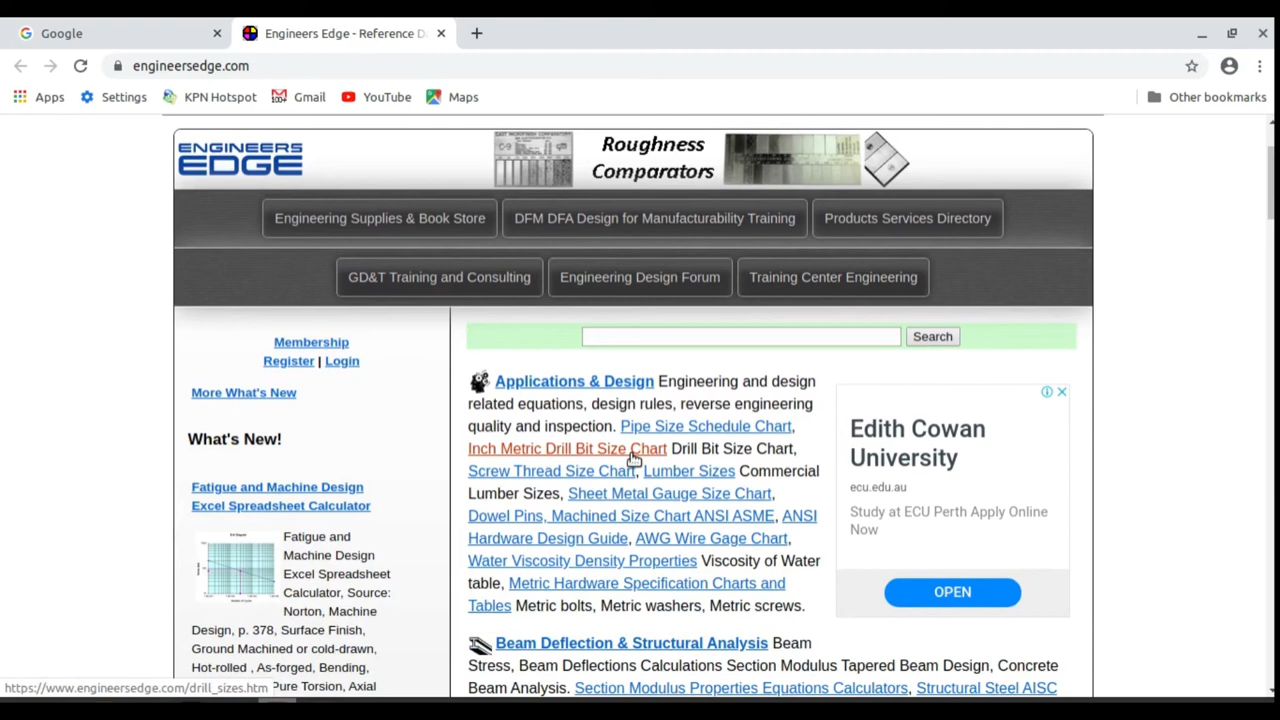 Google
Engineers Edge - Reference D
engineersedge.com
Apps
Settings
KPN Hotspot
100+
Gmail
YouTube
Maps
Other bookmarks
ENGINEERS
EDGE
Roughness
Comparators
Engineering Supplies & Book Store
DFM DFA Design for Manufacturability Training
Products Services Directory
GD&T Training and Consulting
Engineering Design Forum
Training Center Engineering
Membership
Register | Login
More What's New
What's New!
Fatigue and Machine Design
Excel Spreadsheet Calculator
Fatigue and
Machine Design
Excel Spreadsheet
Calculator, Source:
Norton, Machine
Design, p. 378, Surface Finish,
Ground Machined or cold-drawn,
Hot-rolled , As-forged, Bending,
Pure Torsion, Axial
Search
Applications & Design Engineering and design
related equations, design rules, reverse engineering
quality and inspection. Pipe Size Schedule Chart,
Inch Metric Drill Bit Size Chart Drill Bit Size Chart,
Screw Thread Size Chart, Lumber Sizes Commercial
Lumber Sizes, Sheet Metal Gauge Size Chart,
Dowel Pins, Machined Size Chart ANSI ASME, ANSI
Hardware Design Guide, AWG Wire Gage Chart,
Water Viscosity Density Properties Viscosity of Water
table, Metric Hardware Specification Charts and
Tables Metric bolts, Metric washers, Metric screws.
Beam Deflection & Structural Analysis Beam
Stress, Beam Deflections Calculations Section Modulus Tapered Beam Design, Concrete
Beam Analysis. Section Modulus Properties Equations Calculators, Structural Steel AISC
Edith Cowan
University
ecu.edu.au
Study at ECU Perth Apply Online
Now
OPEN
https://www.engineersedge.com/drill_sizes.htm